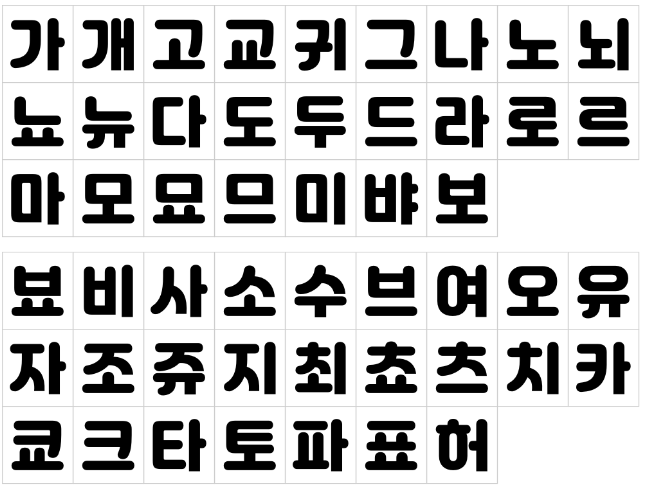 가 개 고 교 귀 그 나 노 뇌
뇨 뉴 다 도 두 드 라 로 르
마 모 묘 므 미 뱌 보
뵤 비 사 소 수 브 여 오 유
자 조 쥬 지 최 쵸 츠 치 카
쿄 크 타 토 파 표 허